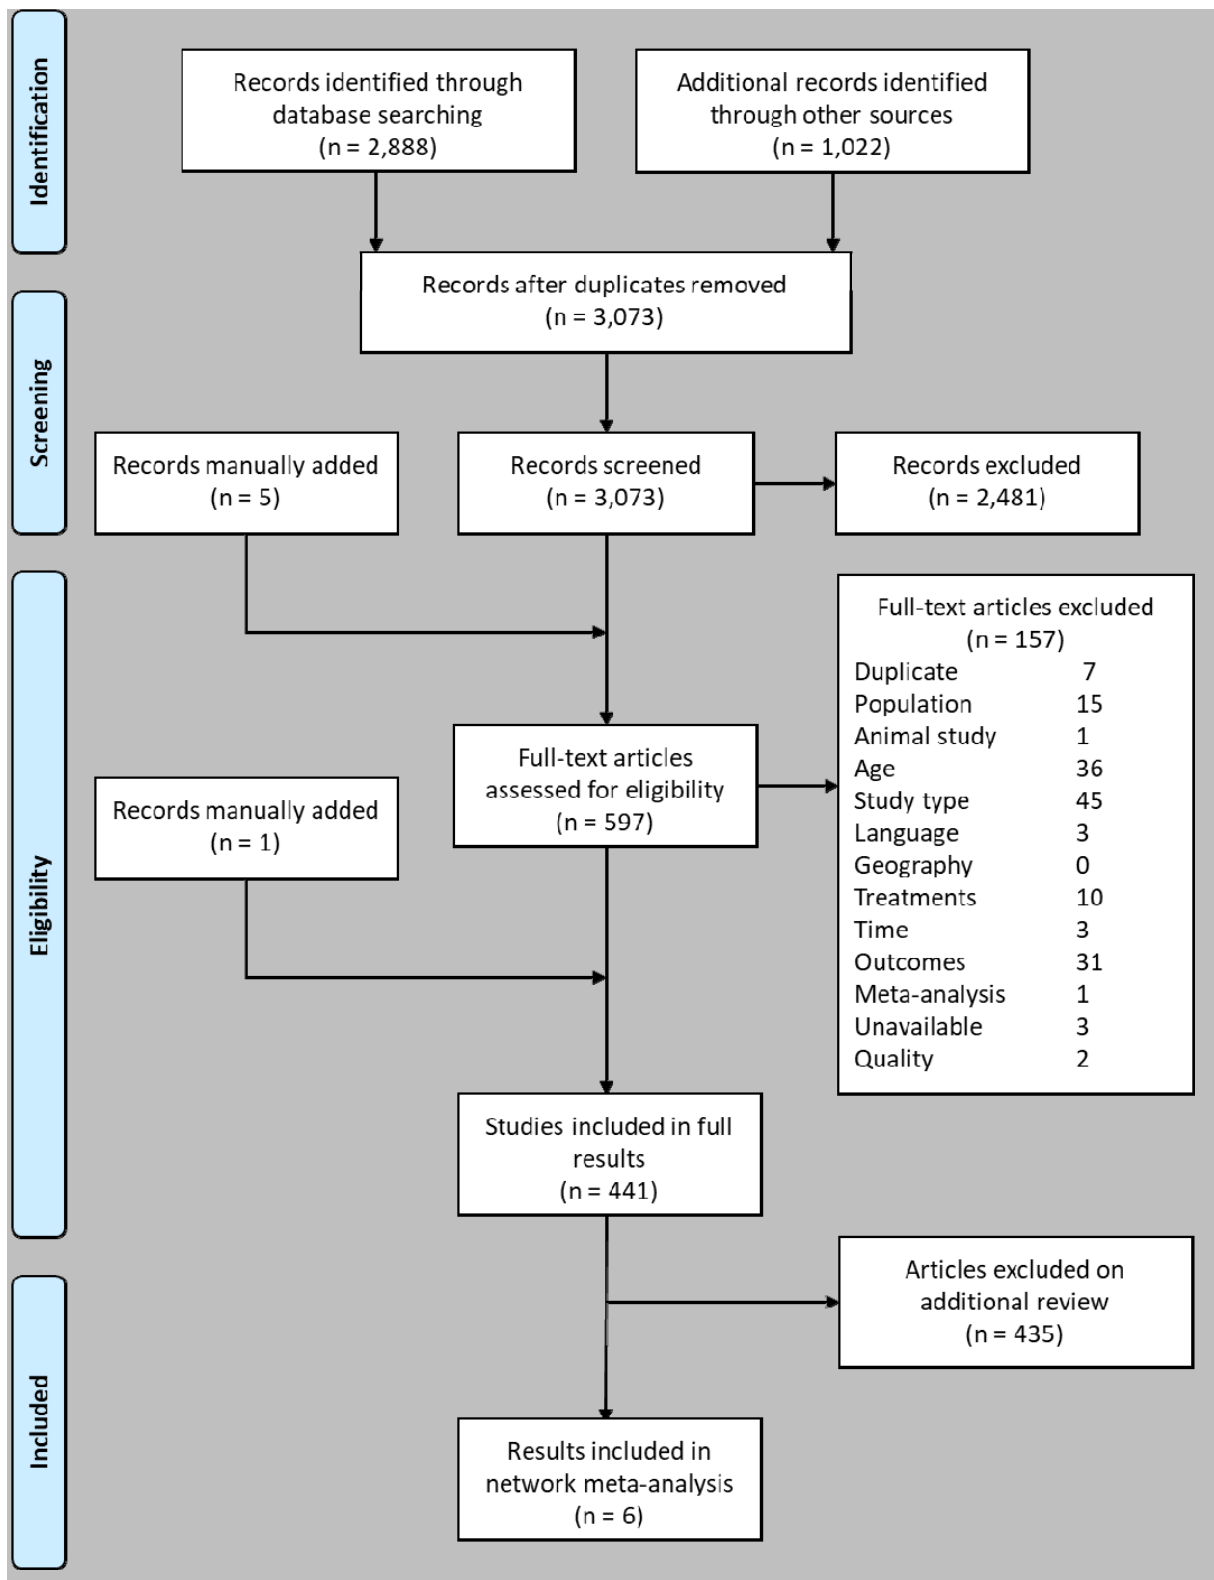 Identification
Records identified through
database searching
(n = 2,888)
Additional records identified
through other sources
(n = 1,022)
Records after duplicates removed
(n = 3,073)
Screening
Records manually added
(n = 5)
Records screened
(n = 3,073)
Records excluded
(n = 2,481)
Eligibility
Full-text articles
assessed for eligibility
(n = 597)
Full-text articles excluded
(n = 157)
Duplicate 7
Population 15
Animal study 1
Age 36
Study type 45
Language 3
Geography 0
Treatments 10
Time 3
Outcomes 31
Meta-analysis 1
Unavailable 3
Quality 2
Records manually added
(n = 1)
Studies included in full
results
(n = 441)
Articles excluded on
additional review
(n = 435)
Included
Results included in
network meta-analysis
(n = 6)